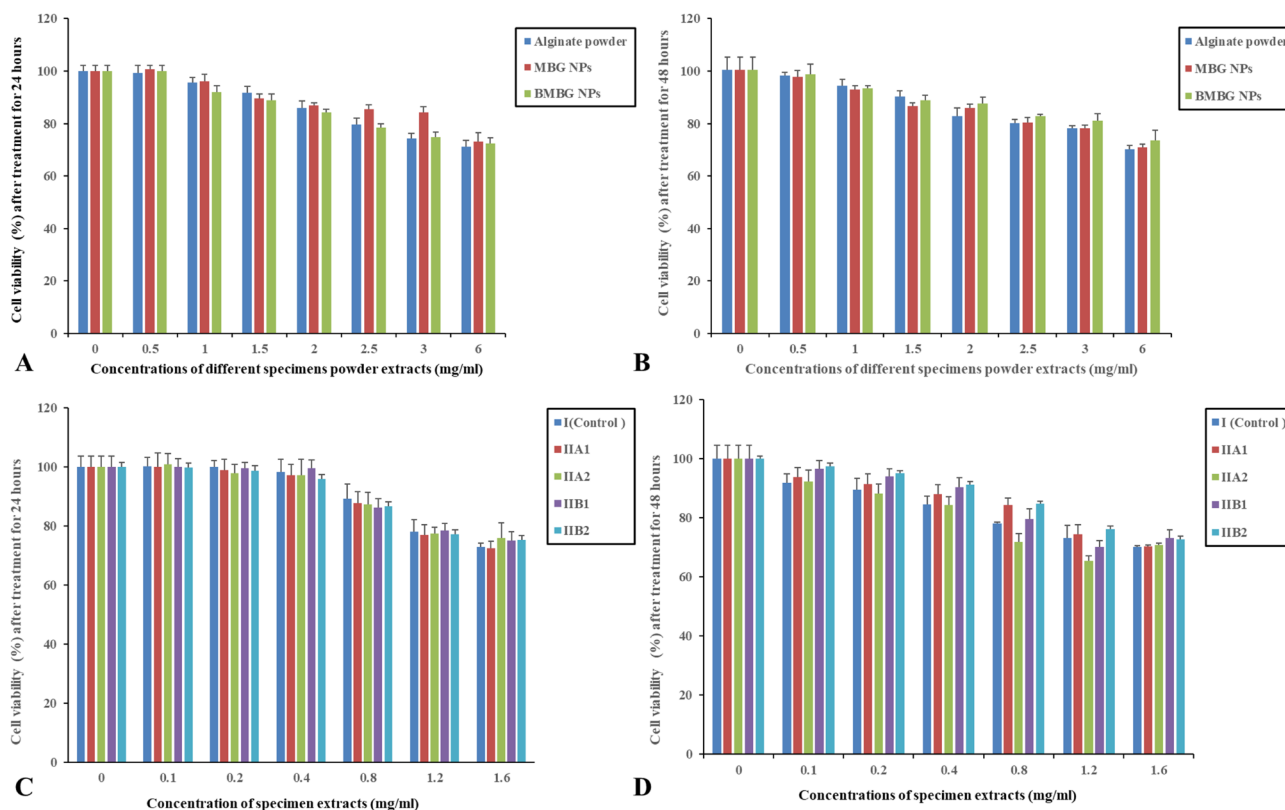 Cell viability (%) after treatment for 24 hours
120
100
80
60
40
20
0
0 0.5 1 1.5 2 2.5 3 6
Concentrations of different specimens powder extracts (mg/ml)
Alginate powder
MBG NPs
BMBG NPs
A
Cell viability (%) after treatment for 48 hours
120
100
80
60
40
20
0
0 0.5 1 1.5 2 2.5 3 6
Concentrations of different specimens powder extracts (mg/ml)
Alginate powder
MBG NPs
BMBG NPs
B
Cell viability (%) after treatment for 24 hours
120
100
80
60
40
20
0
0 0.1 0.2 0.4 0.8 1.2 1.6
Concentration of specimen extracts (mg/ml)
I(Control )
IIA1
IIA2
IIB1
IIB2
C
Cell viability (%) after treatment for 48 hours
120
100
80
60
40
20
0
0 0.1 0.2 0.4 0.8 1.2 1.6
Concentration of specimen extracts (mg/ml)
I (Control )
IIA1
IIA2
IIB1
IIB2
D